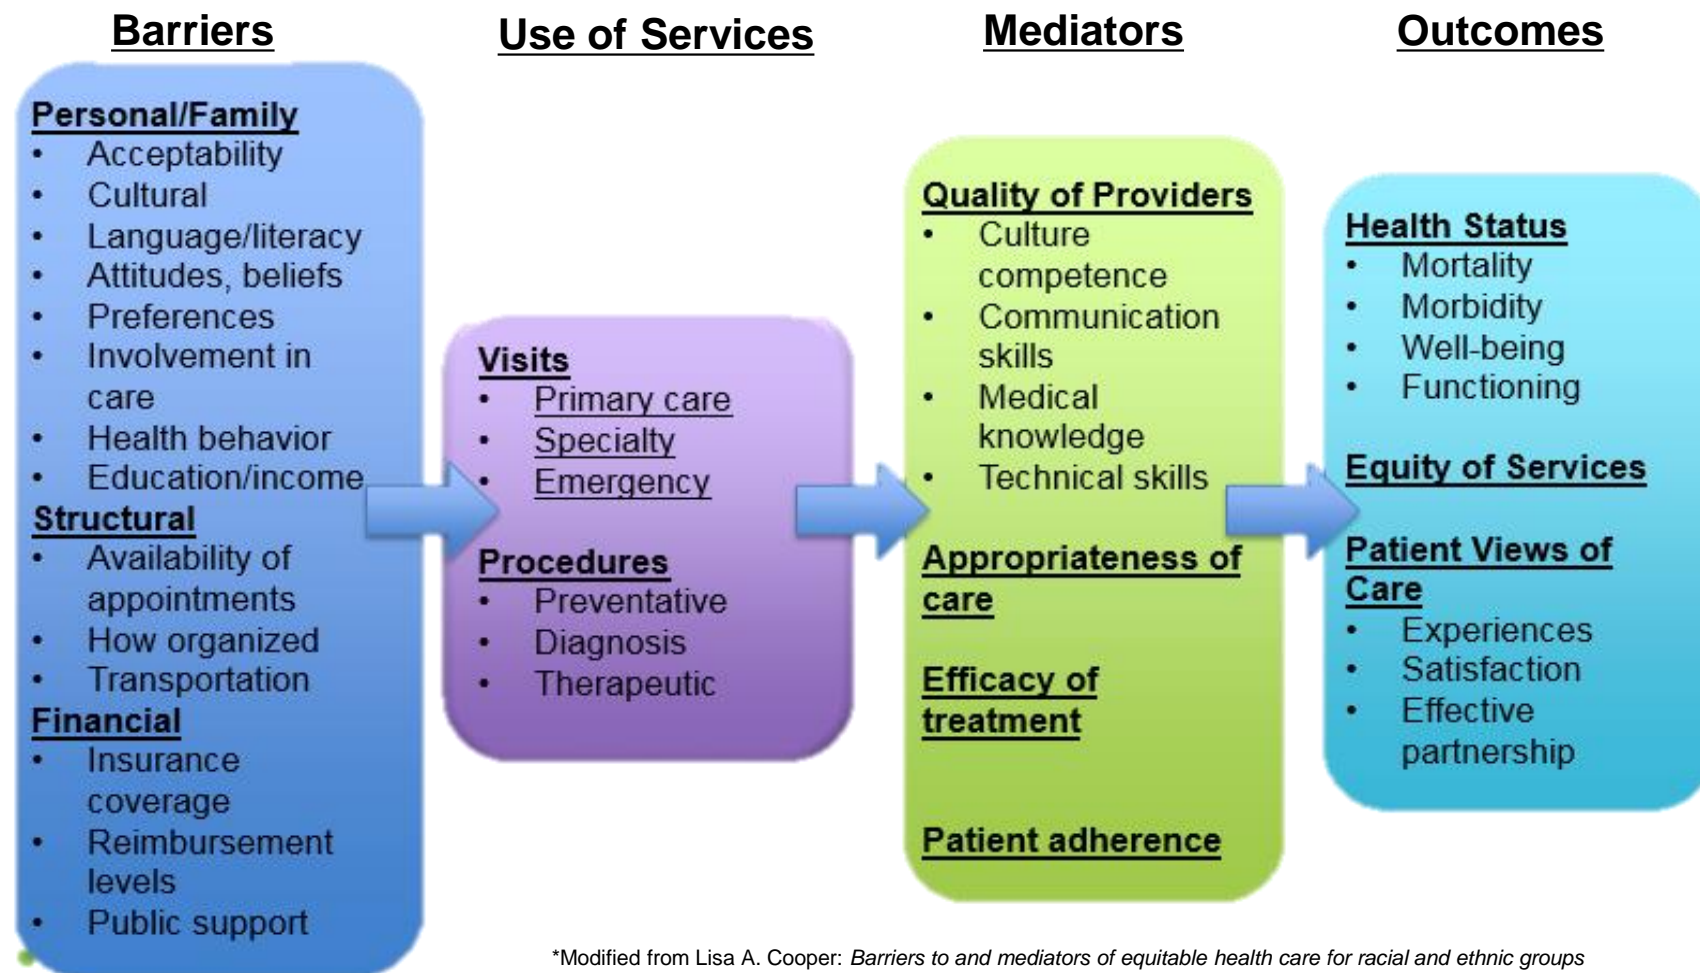 Barriers
Personal/Family
• Acceptability
• Cultural
• Language/literacy
• Attitudes, beliefs
• Preferences
• Involvement in
care
• Health behavior
• Education/income
Structural
• Availability of
appointments
• How organized
• Transportation
Financial
• Insurance
coverage
• Reimbursement
levels
• Public support
Use of Services
Visits
• Primary care
• Specialty
• Emergency
Procedures
• Preventative
• Diagnosis
• Therapeutic
Mediators
Quality of Providers
• Culture
competence
• Communication
skills
• Medical
knowledge
• Technical skills
Appropriateness of
care
Efficacy of
treatment
Patient adherence
Outcomes
Health Status
• Mortality
• Morbidity
• Well-being
• Functioning
Equity of Services
Patient Views of
Care
• Experiences
• Satisfaction
• Effective
partnership
*Modified from Lisa A. Cooper: Barriers to and mediators of equitable health care for racial and ethnic groups